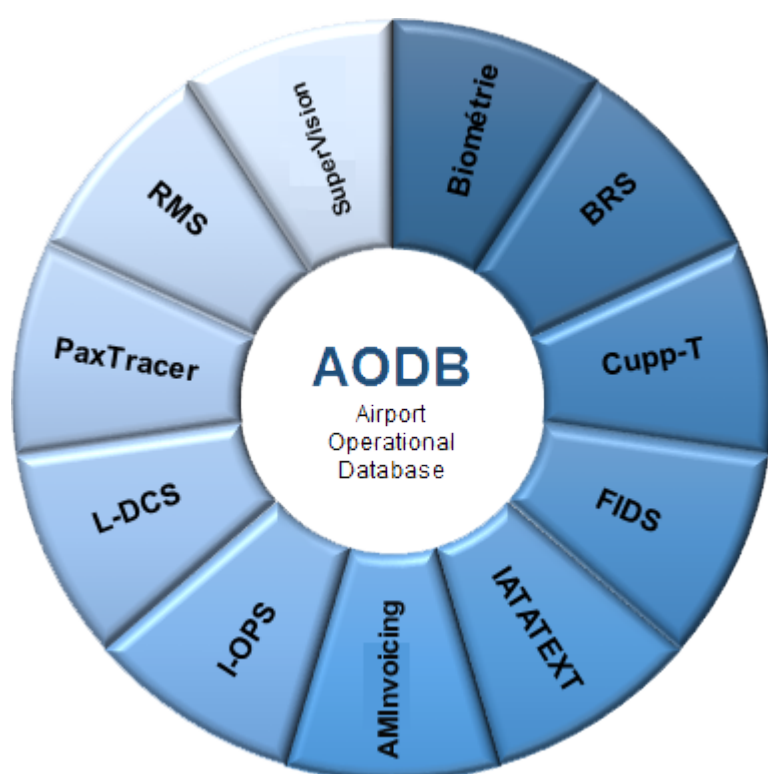 SuperVision
Biométrie
BRS
Cupp-T
FIDS
IATATEXT
AMInvoicing
I-OPS
L-DCS
PaxTracer
RMS
AODB
Airport
Operational
Database